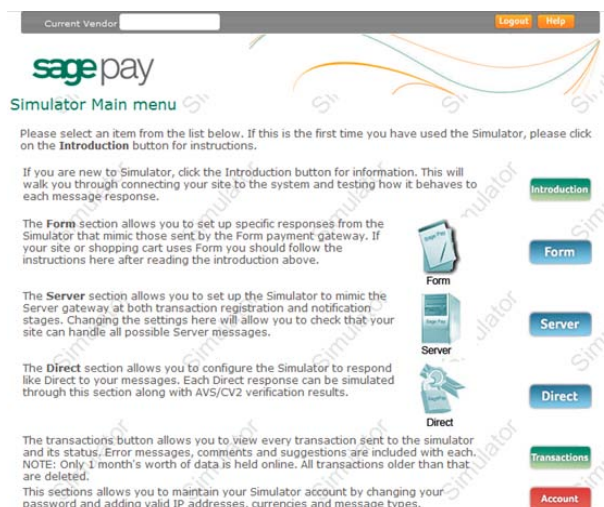 Current Vendor
Logout
Help
sage pay
Simulator Main menu
Please select an item from the list below. If this is the first time you have used the Simulator, please click
on the Introduction button for instructions.
If you are new to Simulator, click the Introduction button for information. This will
walk you through connecting your site to the system and testing how it behaves to
each message response.
Introduction
The Form section allows you to set up specific responses from the
Simulator that mimic those sent by the Form payment gateway. If
your site or shopping cart uses Form you should follow the
instructions here after reading the introduction above.
Form
Form
The Server section allows you to set up the Simulator to mimic the
Server gateway at both transaction registration and notification
stages. Changing the settings here will allow you to check that your
site can handle all possible Server messages.
Server
Server
The Direct section allows you to configure the Simulator to respond
like Direct to your messages. Each Direct response can be simulated
through this section along with AVS/CV2 verification results.
Direct
Direct
The transactions button allows you to view every transaction sent to the simulator
and its status. Error messages, comments and suggestions are included with each.
NOTE: Only 1 month's worth of data is held online. All transactions older than that
are deleted.
Transactions
This sections allows you to maintain your Simulator account by changing your
password and adding valid IP addresses, currencies and message types.
Account